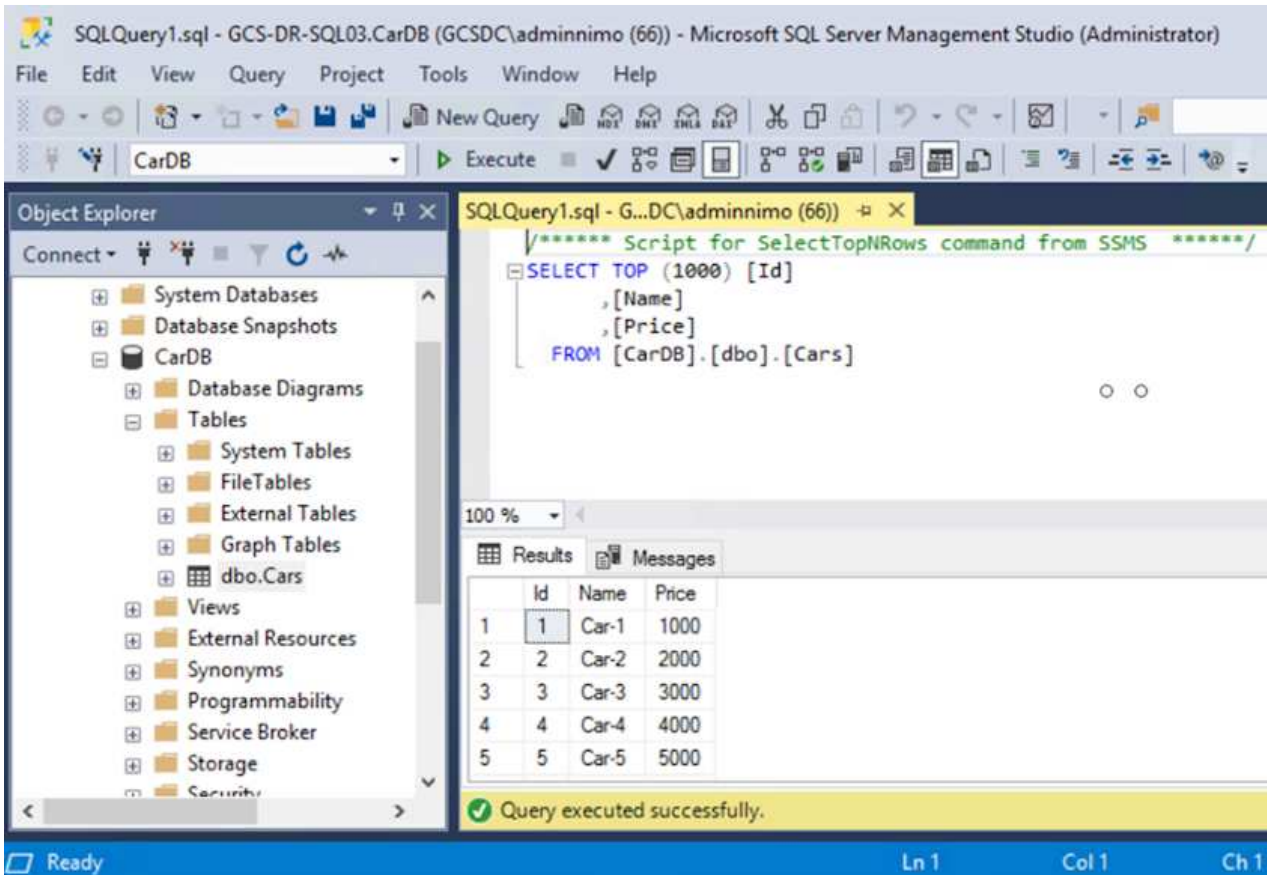 SQLQuery1.sql - GCS-DR-SQL03.CarDB (GCSDC\adminnimo (66)) - Microsoft SQL Server Management Studio (Administrator)
File Edit View Query Project Tools Window Help
New Query MDX DMX XMLA DAX
CarDB Execute
Object Explorer
Connect
System Databases
Database Snapshots
CarDB
Database Diagrams
Tables
System Tables
FileTables
External Tables
Graph Tables
dbo.Cars
Views
External Resources
Synonyms
Programmability
Service Broker
Storage
Security
SQLQuery1.sql - G...DC\adminnimo (66))
/****** Script for SelectTopNRows command from SSMS ******/
SELECT TOP (1000) [Id]
,[Name]
,[Price]
FROM [CarDB].[dbo].[Cars]
100 %
Results Messages
Id Name Price
1 1 Car-1 1000
2 2 Car-2 2000
3 3 Car-3 3000
4 4 Car-4 4000
5 5 Car-5 5000
Query executed successfully.
Ready Ln 1 Col 1 Ch 1